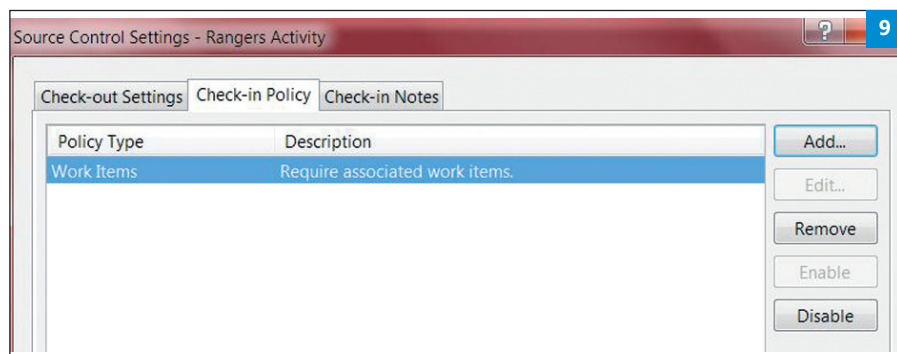 9
Source Control Settings - Rangers Activity ?
Check-out Settings Check-in Policy Check-in Notes
Policy Type Description Add...
Work Items Require associated work items.
Edit...
Remove
Enable
Disable